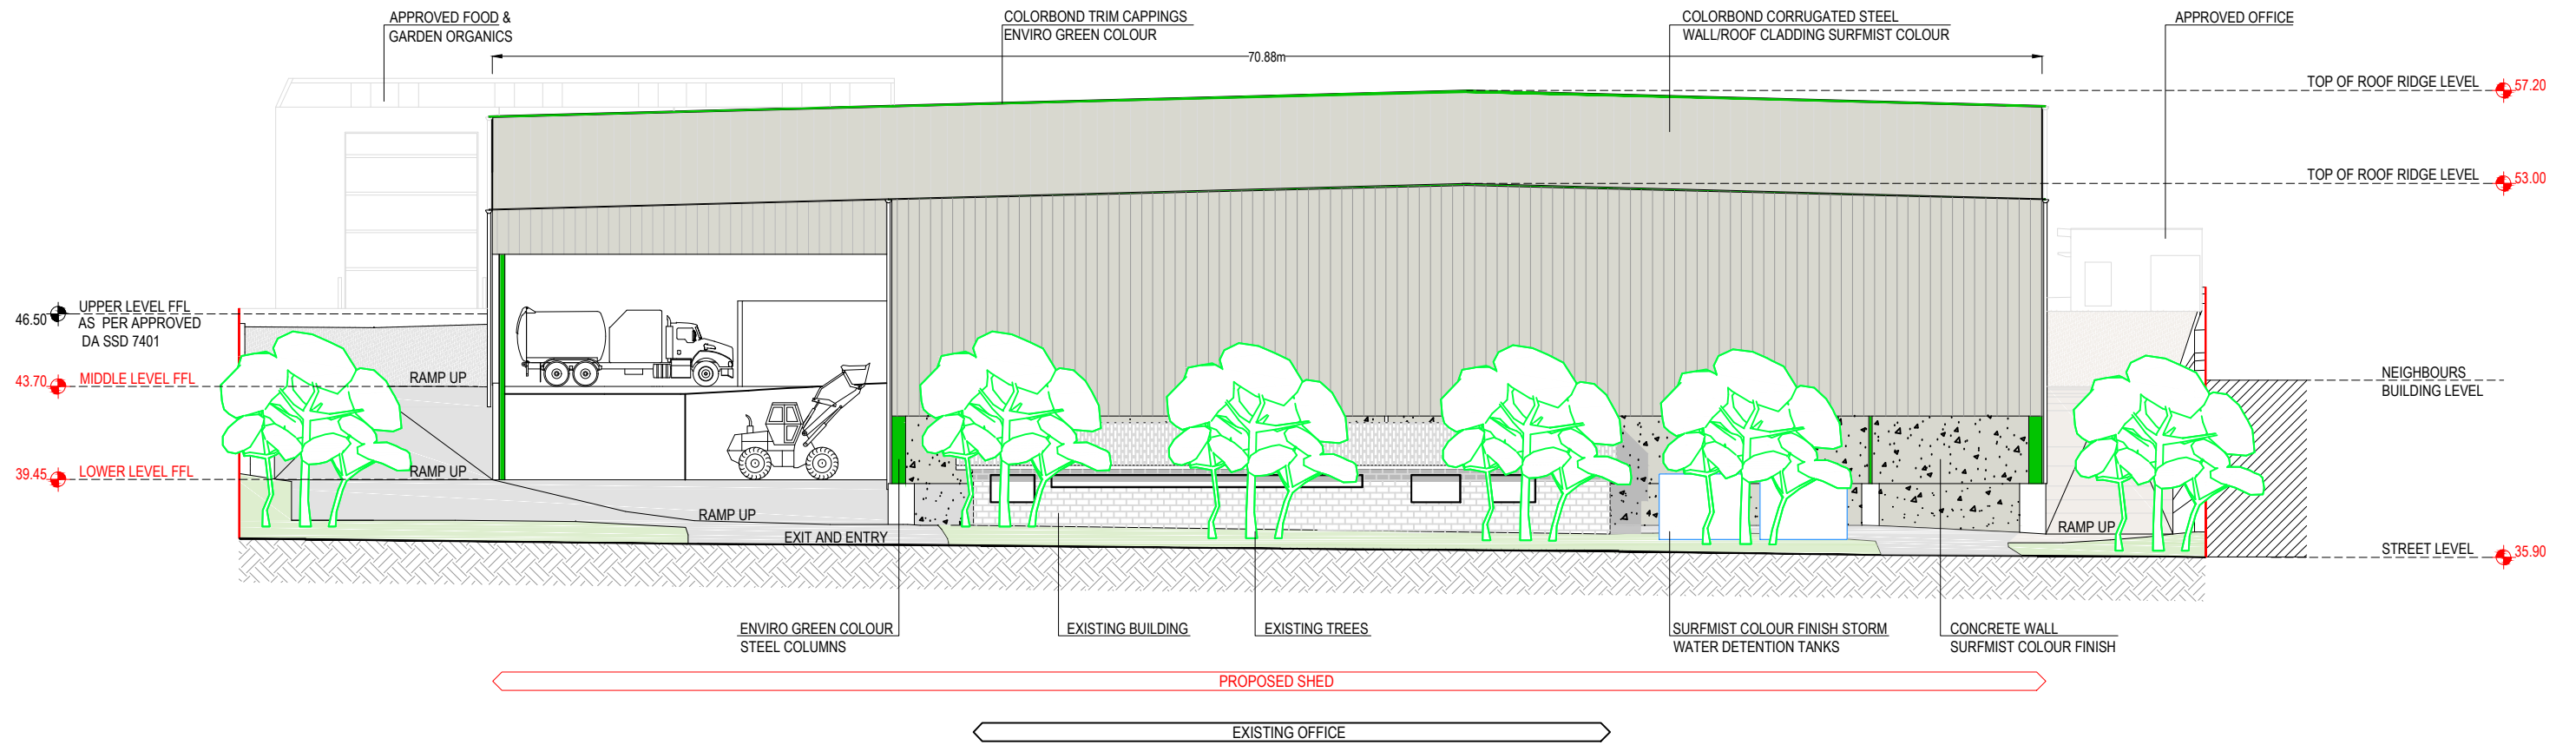 APPROVED FOOD &
GARDEN ORGANICS
COLORBOND TRIM CAPPINGS
ENVIRO GREEN COLOUR
COLORBOND CORRUGATED STEEL
WALL/ROOF CLADDING SURFMIST COLOUR
APPROVED OFFICE
70.88m
TOP OF ROOF RIDGE LEVEL 57.20
TOP OF ROOF RIDGE LEVEL 53.00
46.50 UPPER LEVEL FFL
AS PER APPROVED
DA SSD 7401
43.70 MIDDLE LEVEL FFL
RAMP UP
NEIGHBOURS
BUILDING LEVEL
39.45 LOWER LEVEL FFL
RAMP UP
RAMP UP
EXIT AND ENTRY
RAMP UP
STREET LEVEL 35.90
ENVIRO GREEN COLOUR
STEEL COLUMNS
EXISTING BUILDING
EXISTING TREES
SURFMIST COLOUR FINISH STORM
WATER DETENTION TANKS
CONCRETE WALL
SURFMIST COLOUR FINISH
PROPOSED SHED
EXISTING OFFICE